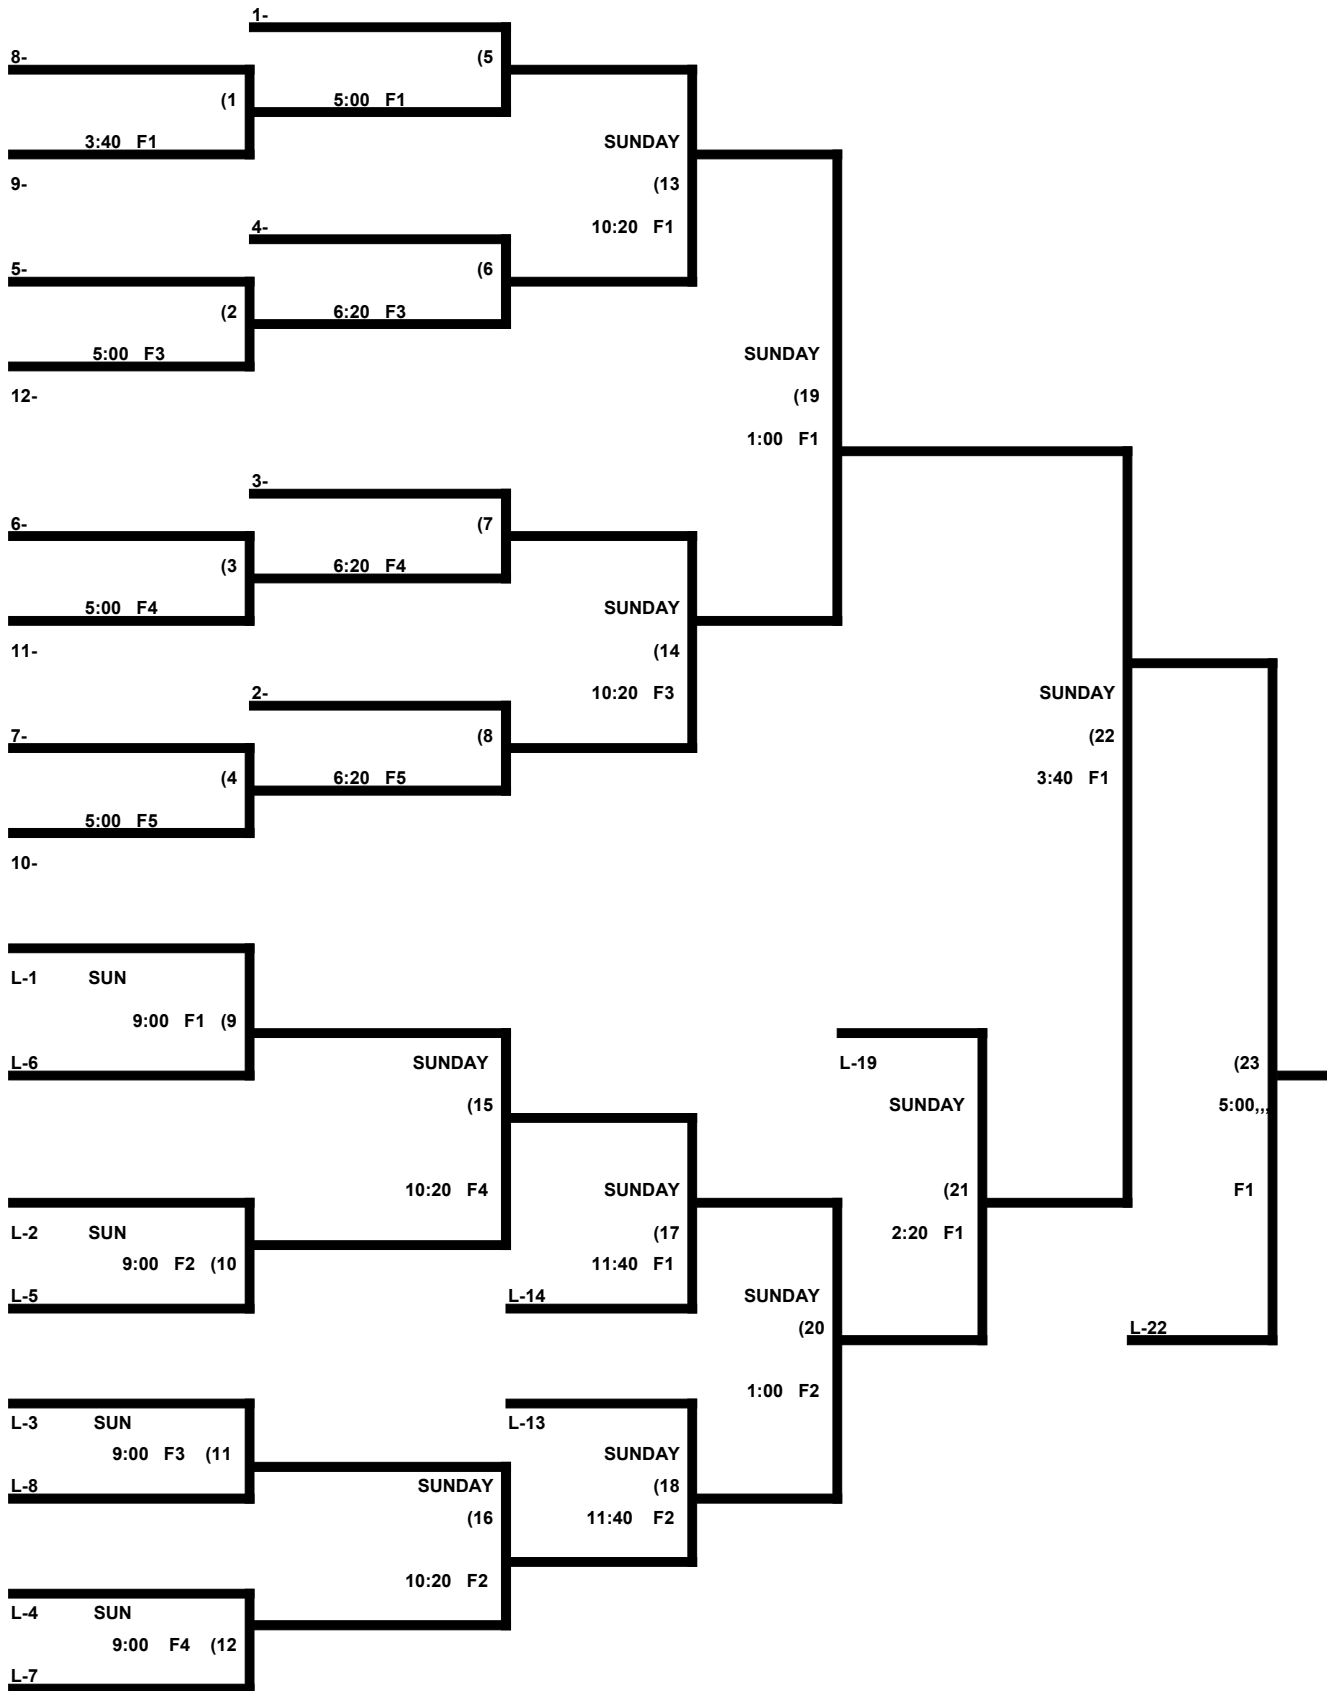 1-
8-
(5
(1
5:00 F1
3:40 F1
SUNDAY
9-
(13
4-
10:20 F1
5-
(6
(2
6:20 F3
5:00 F3
SUNDAY
12-
(19
1:00 F1
3-
6-
(7
(3
6:20 F4
5:00 F4
SUNDAY
11-
(14
2-
10:20 F3
SUNDAY
7-
(8
(22
(4
6:20 F5
3:40 F1
5:00 F5
10-
L-1 SUN
9:00 F1 (9
L-6
SUNDAY
L-19
(23
(15
SUNDAY
5:00,,,
10:20 F4
SUNDAY
(21
F1
L-2 SUN
(17
2:20 F1
9:00 F2 (10
11:40 F1
L-5
L-14
SUNDAY
(20
L-22
1:00 F2
L-3 SUN
L-13
9:00 F3 (11
SUNDAY
L-8
SUNDAY
(18
(16
11:40 F2
10:20 F2
L-4 SUN
9:00 F4 (12
L-7